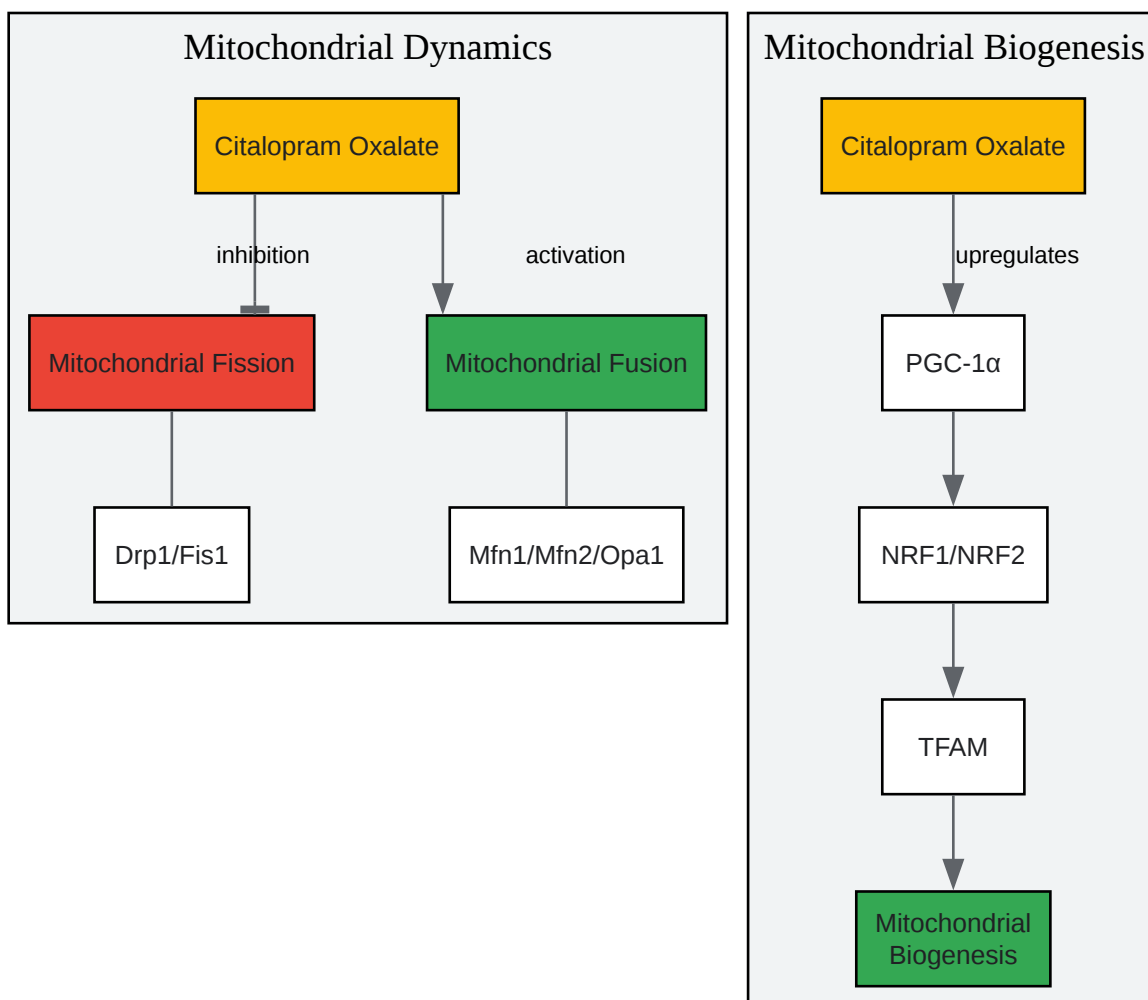 Mitochondrial Dynamics
Citalopram Oxalate
inhibition
activation
Mitochondrial Fission
Mitochondrial Fusion
Drp1/Fis1
Mfn1/Mfn2/Opa1
Mitochondrial Biogenesis
Citalopram Oxalate
upregulates
PGC-1α
NRF1/NRF2
TFAM
Mitochondrial
Biogenesis